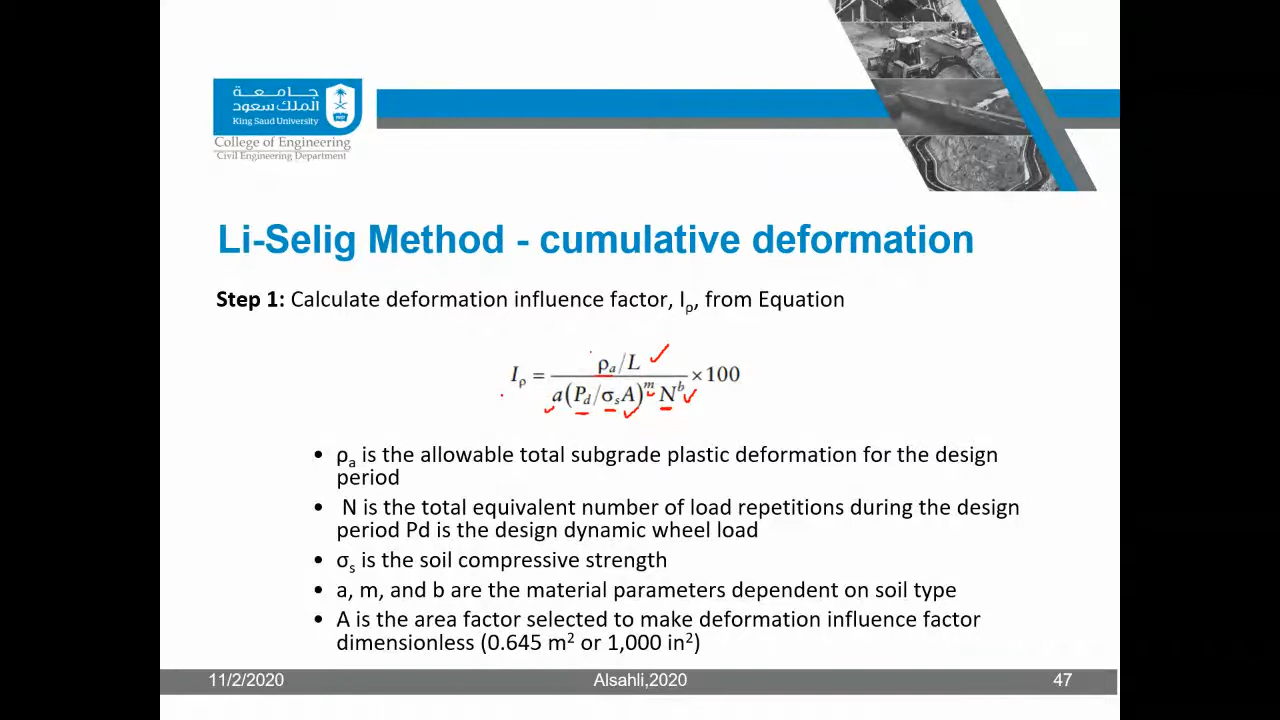 جامعة
الملك سعود
King Saud University
College of Engineering
Civil Engineering Department
Li-Selig Method - cumulative deformation
Step 1: Calculate deformation influence factor, Iρ, from Equation
Iρ = (ρa/L) / (a(Pd/σsA)^m N^b) ×100
• ρa is the allowable total subgrade plastic deformation for the design
period
• N is the total equivalent number of load repetitions during the design
period Pd is the design dynamic wheel load
• σs is the soil compressive strength
• a, m, and b are the material parameters dependent on soil type
• A is the area factor selected to make deformation influence factor
dimensionless (0.645 m² or 1,000 in²)
11/2/2020 Alsahli,2020 47